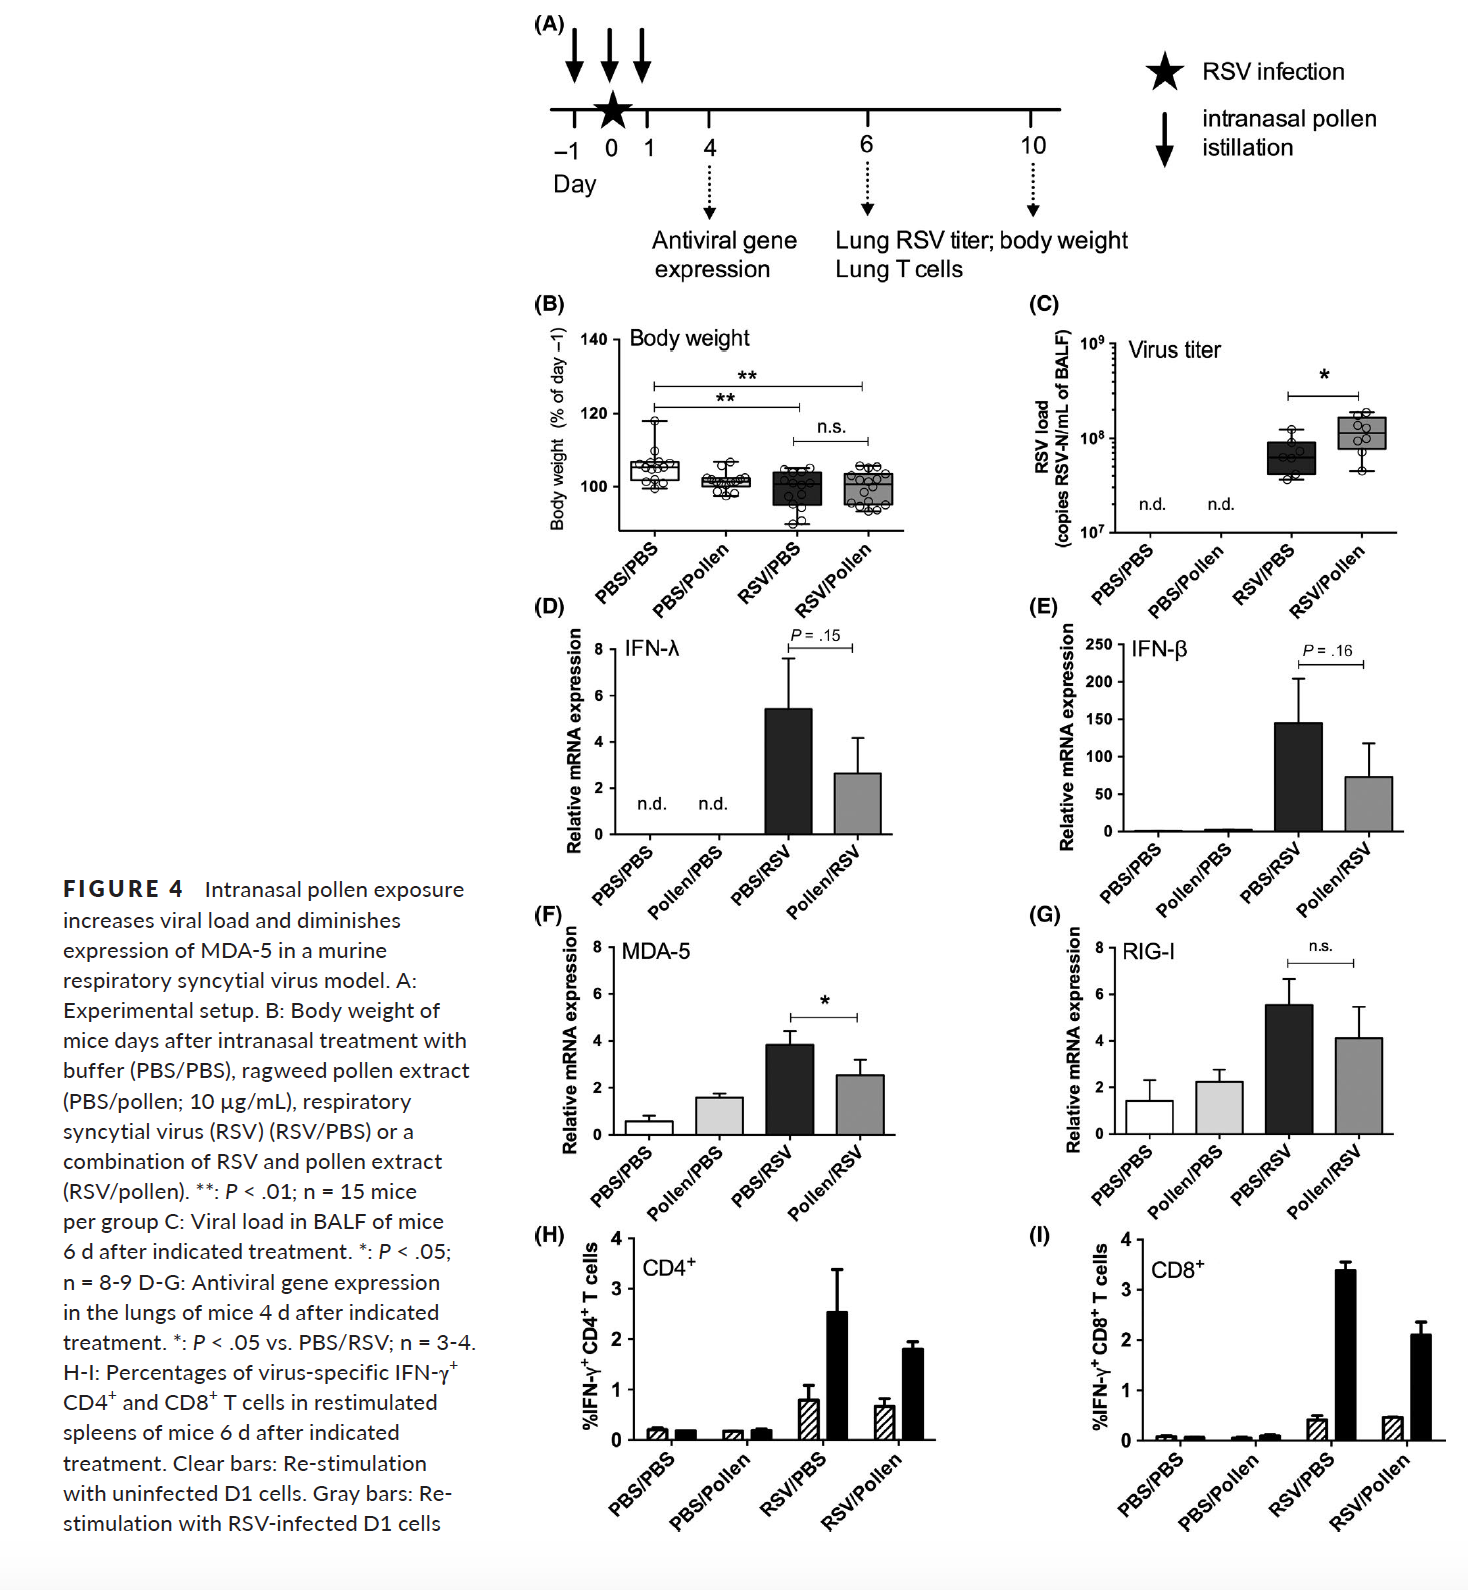 (A)
RSV infection
intranasal pollen
istillation
–1 0 1 4 6 10
Day
Antiviral gene
expression
Lung RSV titer; body weight
Lung T cells
(B)
Body weight (% of day –1)
140
120
100
Body weight
**
**
n.s.
PBS/PBS
PBS/Pollen
RSV/PBS
RSV/Pollen
(C)
RSV load
(copies RSV-N/mL of BALF)
10⁹
10⁸
10⁷
Virus titer
*
n.d.
n.d.
PBS/PBS
PBS/Pollen
RSV/PBS
RSV/Pollen
(D)
Relative mRNA expression
8
6
4
2
0
IFN-λ
P = .15
n.d.
n.d.
PBS/PBS
Pollen/PBS
PBS/RSV
Pollen/RSV
(E)
Relative mRNA expression
250
200
150
100
50
0
IFN-β
P = .16
PBS/PBS
Pollen/PBS
PBS/RSV
Pollen/RSV
(F)
Relative mRNA expression
8
6
4
2
0
MDA-5
*
PBS/PBS
Pollen/PBS
PBS/RSV
Pollen/RSV
(G)
Relative mRNA expression
8
6
4
2
0
RIG-I
n.s.
PBS/PBS
Pollen/PBS
PBS/RSV
Pollen/RSV
(H)
%IFN-γ⁺ CD4⁺ T cells
4
3
2
1
0
CD4⁺
PBS/PBS
PBS/Pollen
RSV/PBS
RSV/Pollen
(I)
%IFN-γ⁺ CD8⁺ T cells
4
3
2
1
0
CD8⁺
PBS/PBS
PBS/Pollen
RSV/PBS
RSV/Pollen
FIGURE 4 Intranasal pollen exposure
increases viral load and diminishes
expression of MDA-5 in a murine
respiratory syncytial virus model. A:
Experimental setup. B: Body weight of
mice days after intranasal treatment with
buffer (PBS/PBS), ragweed pollen extract
(PBS/pollen; 10 µg/mL), respiratory
syncytial virus (RSV) (RSV/PBS) or a
combination of RSV and pollen extract
(RSV/pollen). **: P < .01; n = 15 mice
per group C: Viral load in BALF of mice
6 d after indicated treatment. *: P < .05;
n = 8-9 D-G: Antiviral gene expression
in the lungs of mice 4 d after indicated
treatment. *: P < .05 vs. PBS/RSV; n = 3-4.
H-I: Percentages of virus-specific IFN-γ⁺
CD4⁺ and CD8⁺ T cells in restimulated
spleens of mice 6 d after indicated
treatment. Clear bars: Re-stimulation
with uninfected D1 cells. Gray bars: Re-
stimulation with RSV-infected D1 cells